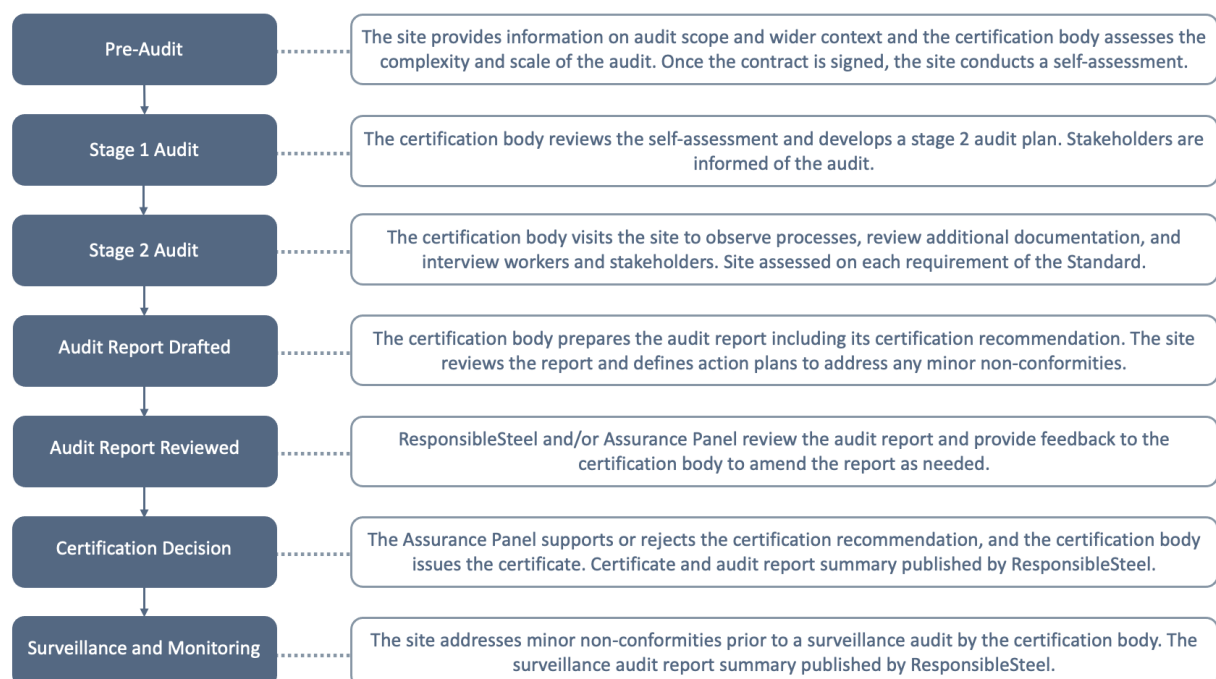 Pre-Audit
The site provides information on audit scope and wider context and the certification body assesses the
complexity and scale of the audit. Once the contract is signed, the site conducts a self-assessment.
Stage 1 Audit
The certification body reviews the self-assessment and develops a stage 2 audit plan. Stakeholders are
informed of the audit.
Stage 2 Audit
The certification body visits the site to observe processes, review additional documentation, and
interview workers and stakeholders. Site assessed on each requirement of the Standard.
Audit Report Drafted
The certification body prepares the audit report including its certification recommendation. The site
reviews the report and defines action plans to address any minor non-conformities.
Audit Report Reviewed
ResponsibleSteel and/or Assurance Panel review the audit report and provide feedback to the
certification body to amend the report as needed.
Certification Decision
The Assurance Panel supports or rejects the certification recommendation, and the certification body
issues the certificate. Certificate and audit report summary published by ResponsibleSteel.
Surveillance and Monitoring
The site addresses minor non-conformities prior to a surveillance audit by the certification body. The
surveillance audit report summary published by ResponsibleSteel.